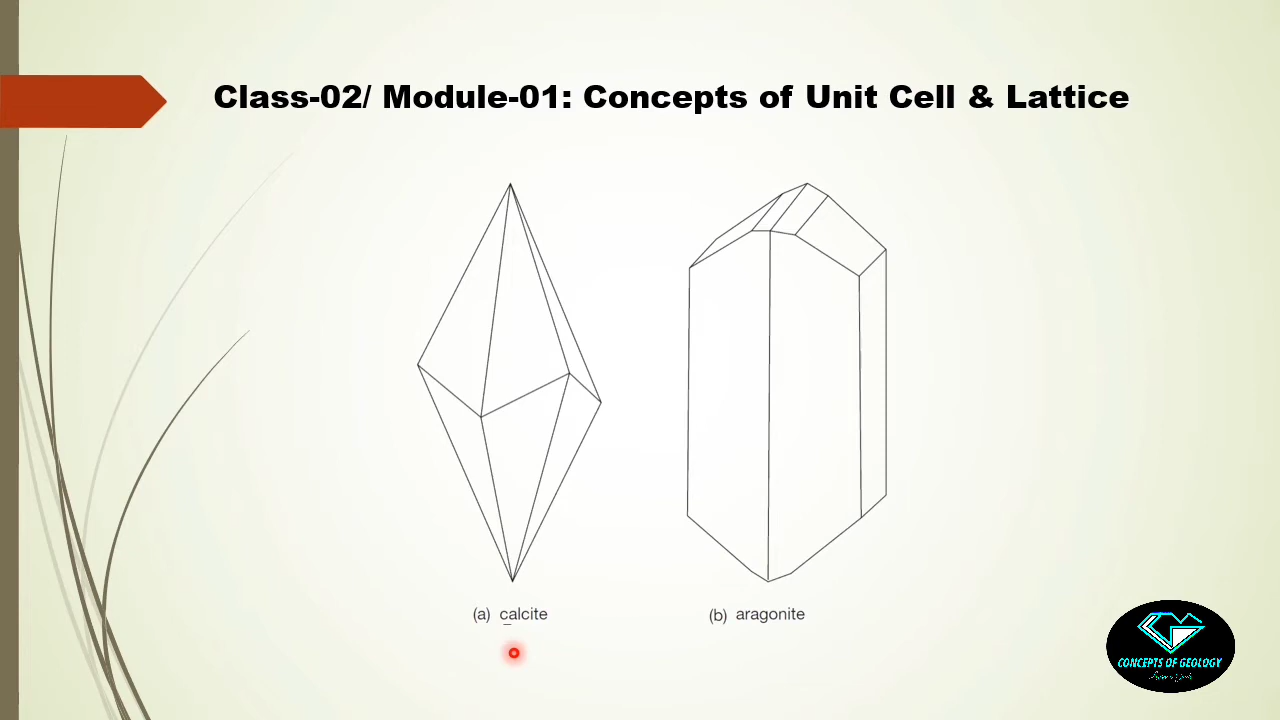 Class-02/ Module-01: Concepts of Unit Cell & Lattice
(a) calcite
(b) aragonite
CONCEPTS OF GEOLOGY